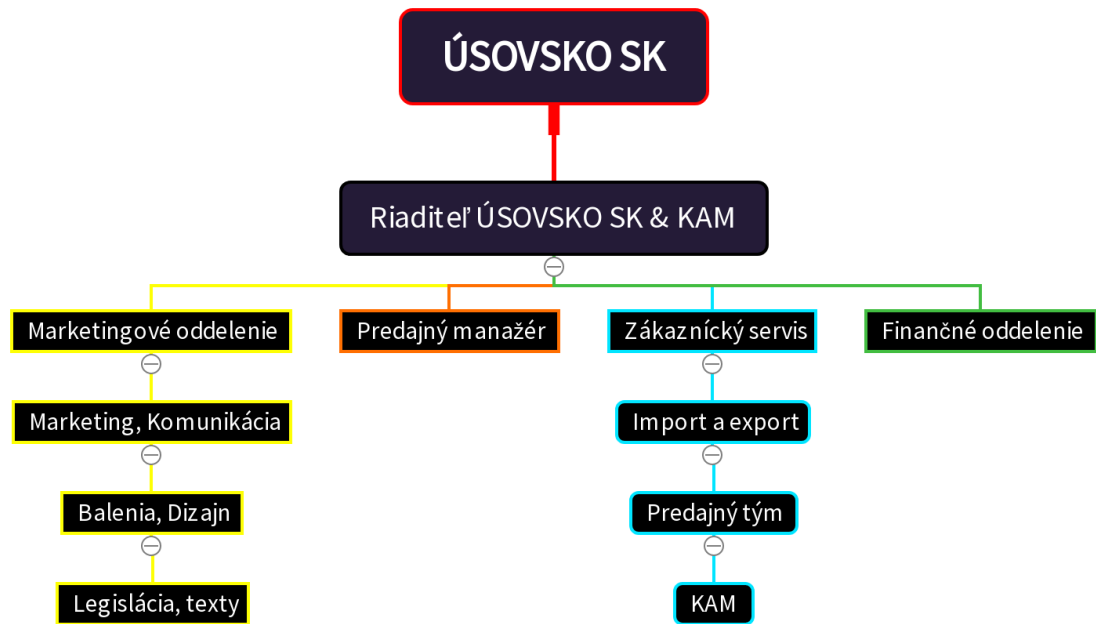 ÚSOVSKO SK
Riaditeľ ÚSOVSKO SK & KAM
Marketingové oddelenie
Predajný manažér
Zákaznícký servis
Finančné oddelenie
Marketing, Komunikácia
Import a export
Balenia, Dizajn
Predajný tým
Legislácia, texty
KAM